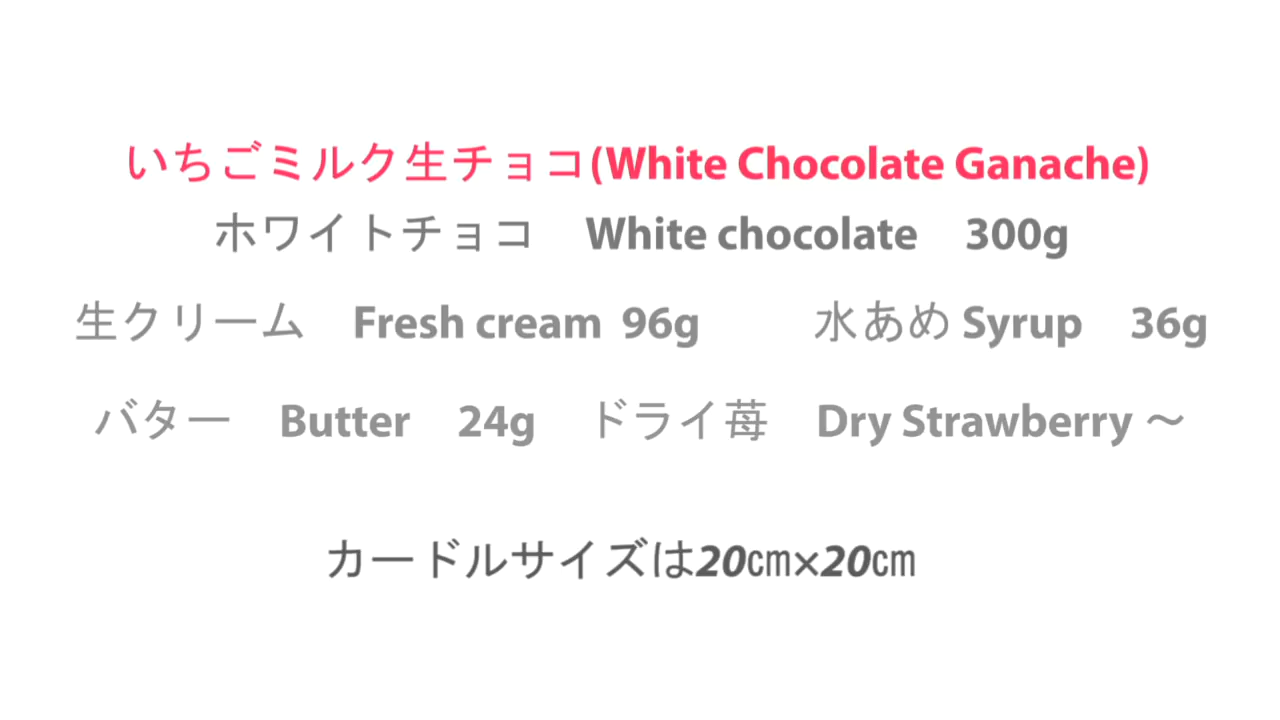 いちごミルク生チョコ(White Chocolate Ganache)
ホワイトチョコ　White chocolate　300g
生クリーム　Fresh cream 96g　　水あめ Syrup　36g
バター　Butter　24g　ドライ苺　Dry Strawberry ～
カードルサイズは20㎝×20㎝